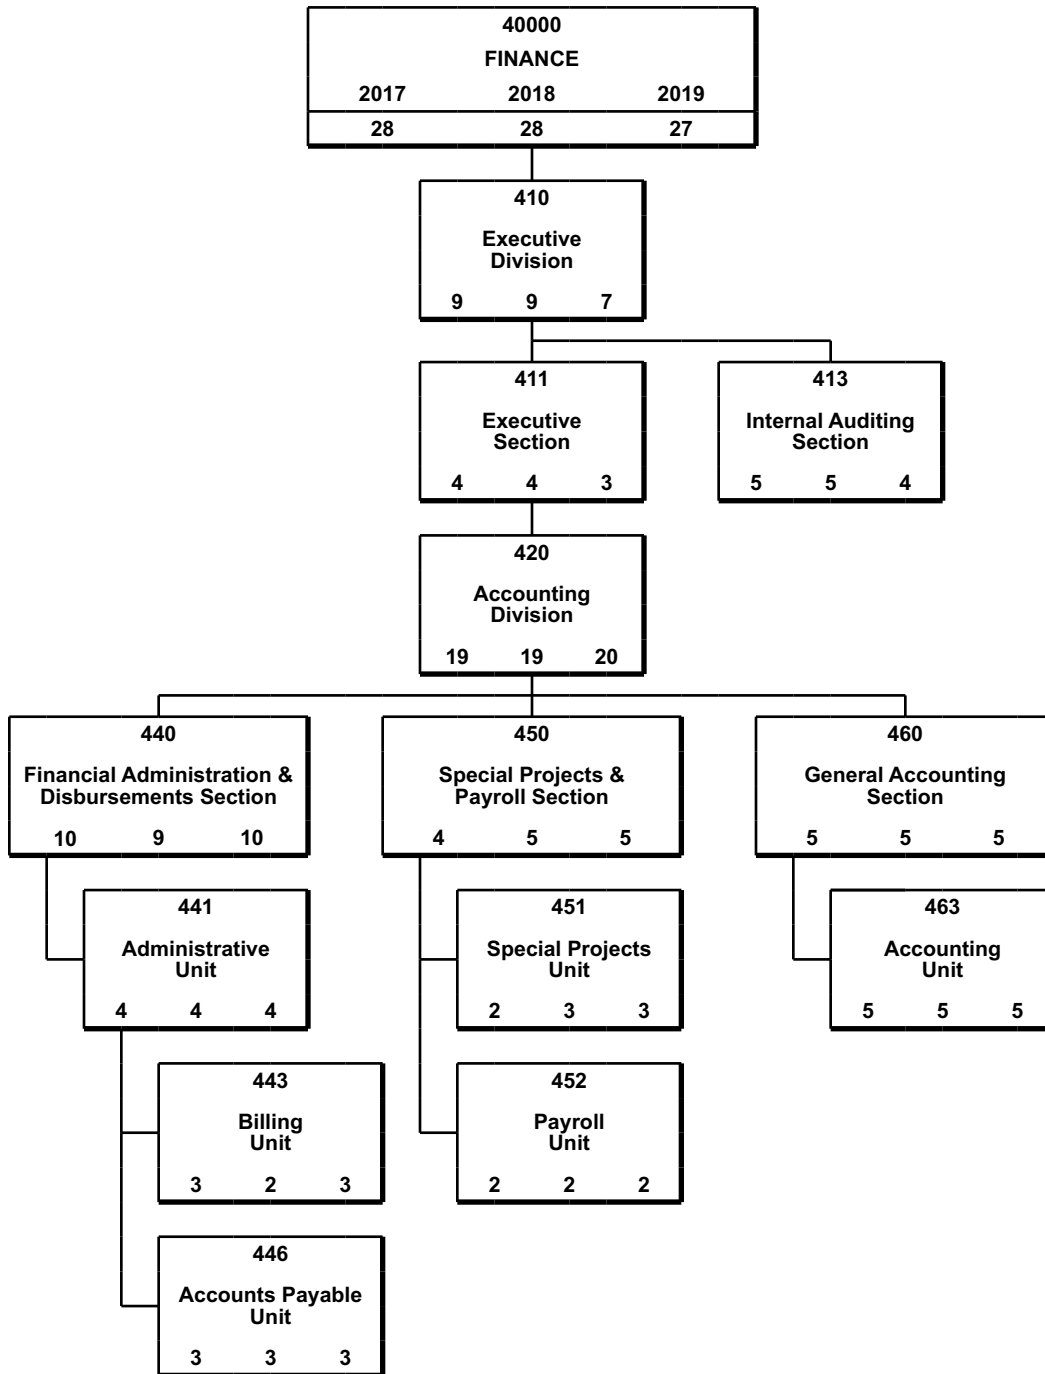 40000
FINANCE
2017 2018 2019
28 28 27
410
Executive
Division
9 9 7
411
Executive
Section
4 4 3
413
Internal Auditing
Section
5 5 4
420
Accounting
Division
19 19 20
440
Financial Administration &
Disbursements Section
10 9 10
450
Special Projects &
Payroll Section
4 5 5
460
General Accounting
Section
5 5 5
441
Administrative
Unit
4 4 4
451
Special Projects
Unit
2 3 3
463
Accounting
Unit
5 5 5
443
Billing
Unit
3 2 3
452
Payroll
Unit
2 2 2
446
Accounts Payable
Unit
3 3 3